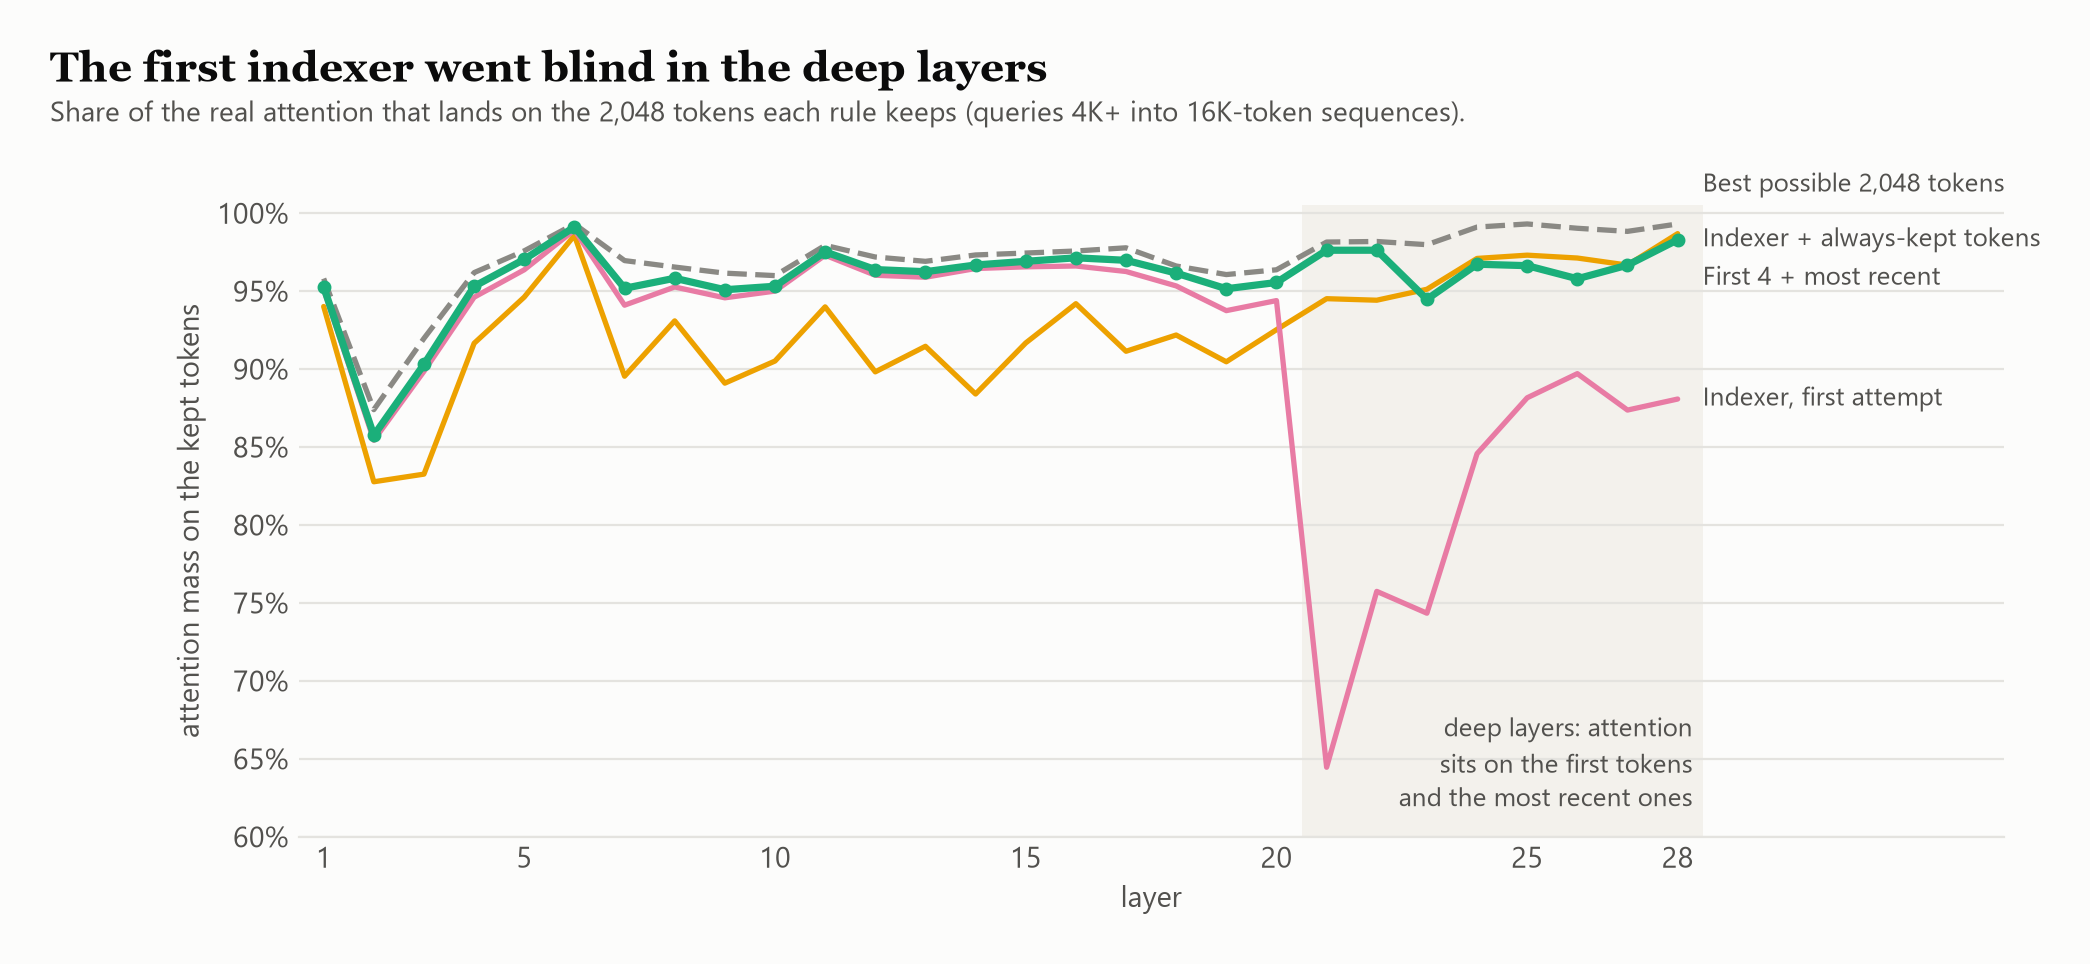 The first indexer went blind in the deep layers
Share of the real attention that lands on the 2,048 tokens each rule keeps (queries 4K+ into 16K-token sequences).
Best possible 2,048 tokens
Indexer + always-kept tokens
First 4 + most recent
Indexer, first attempt
attention mass on the kept tokens
100%
95%
90%
85%
80%
75%
70%
65%
60%
deep layers: attention
sits on the first tokens
and the most recent ones
1 5 10 15 20 25 28
layer